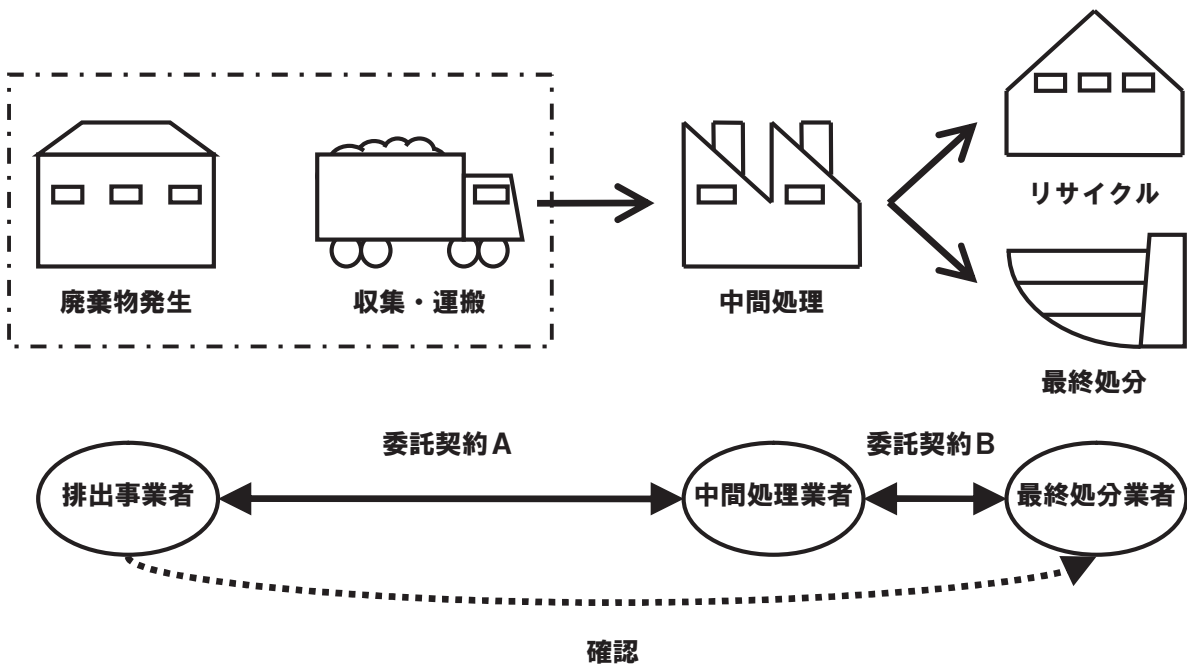 リサイクル
廃棄物発生
収集・運搬
中間処理
最終処分
委託契約A
委託契約B
排出事業者
中間処理業者
最終処分業者
確認